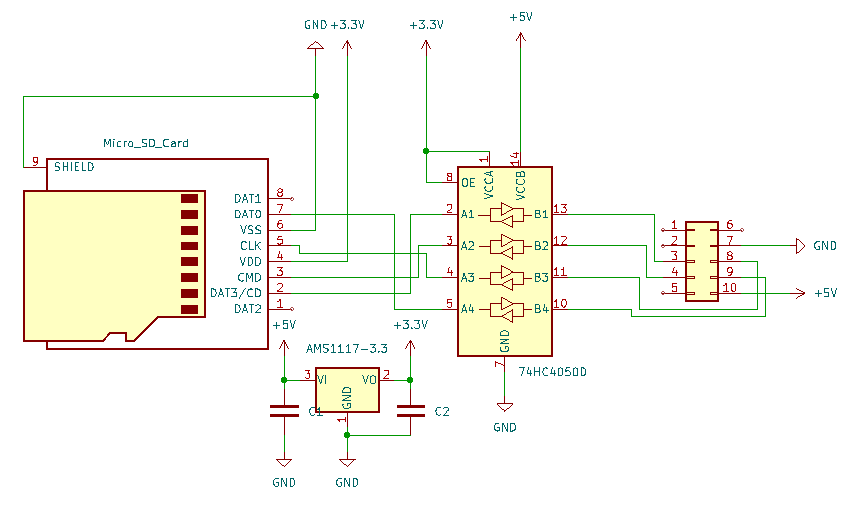 GND +3.3V +3.3V +5V
Micro_SD_Card
9 SHIELD
DAT1 8
DAT0 7
VSS 6
CLK 5
VDD 4
CMD 3
DAT3/CD 2
DAT2 1
1 VCCA
14 VCCB
8 OE
2 A1 B1 13
3 A2 B2 12
4 A3 B3 11
5 A4 B4 10
GND
7
74HC4050D
GND
1 6
2 7
3 8
4 9
5 10
GND
+5V
+5V
AMS1117-3.3
+3.3V
3 VI VO 2
GND
1
C1
C2
GND
GND